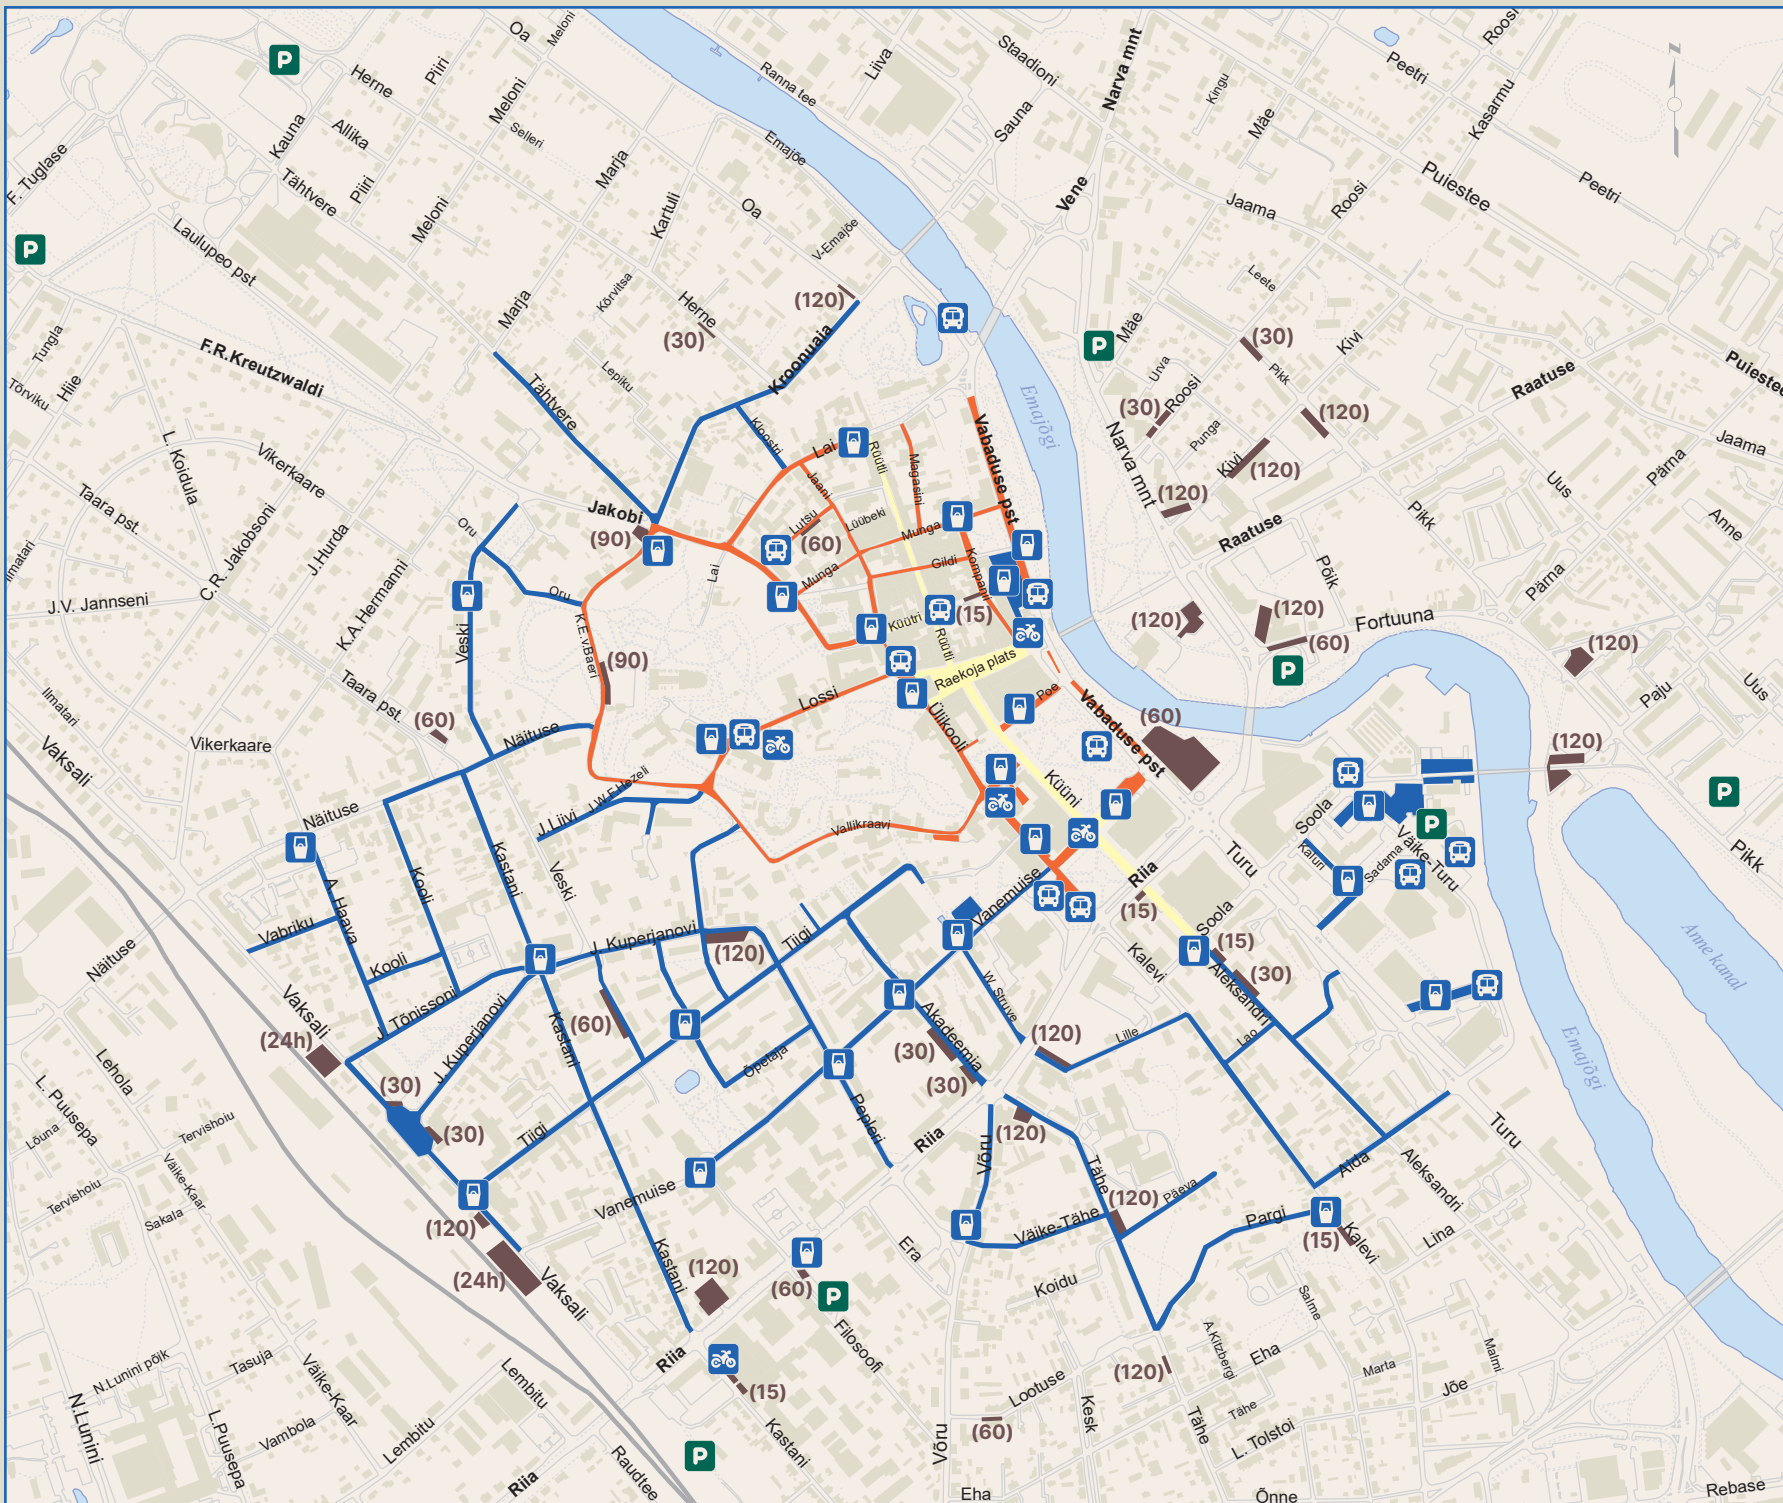 Oa
Meloni
Narva mnt
Roosi
P
Herne
Piiri
Meloni
Ranna tee
Liiva
Staadioni
Kingu
Peetri
Kasarmu
Kauna
Allika
Selleri
Emajõe
Sauna
Mäe
F. Tuglase
Tähtvere
Piiri
Marja
Kartuli
Oa
Vene
Jaama
Roosi
Puiestee
Peetri
Meloni
V-Emajõe
P
Laulupeo pst
Kõrvitsa
Leete
Marja
Herne
(120)
(30)
Kroonuaia
P
Mäe
(30)
Kivi
Tungla
Hiie
Tõrviku
F.R.Kreutzwaldi
Tähtvere
Lepiku
Emajõgi
Urva
Roosi
Pikk
Raatuse
Puiestee
(30)
(120)
L. Koidula
Vikerkaare
Kloostri
Lai
Rüütli
Magasini
Vabaduse pst
Narva mnt
Punga
Kivi
(120)
Jaama
Pärna
Taara pst.
Jaani
Uus
C.R. Jakobsoni
J.Hurda
Oru
Jakobi
(90)
Lutsu
Lüübeki
(60)
Munga
(120)
Raatuse
Pikk
Anne
Ilmatari
K.A.Hermanni
Lai
Munga
Gildi
Kompanii
Põik
Pärna
J.V. Jannseni
Oru
Küütri
(15)
(120)
(120)
Fortuuna
Veski
K.E.v.Baeri
(90)
Rüütli
Raekoja plats
(60)
P
(120)
Ilmatari
Taara pst.
(60)
Lossi
Poe
Paju
Uus
Vaksali
Vikerkaare
Näituse
Ülikooli
Vabaduse pst
(60)
(120)
J.W.F.Hezeli
Küüni
P
Näituse
J.Liivi
Vallikraavi
Soola
P
Väike-Turu
Kaluri
Sadama
Pikk
Kastani
Kooli
Veski
Riia
Turu
A. Haava
Vanemuise
(15)
Soola
Vabriku
J. Kuperjanovi
(120)
Tiigi
Näituse
Kooli
Kalevi
(15)
(30)
Aleksandri
Anne kanal
Vaksali
J. Tõnissoni
J. Kuperjanovi
(60)
W. Struve
Akadeemia
(24h)
Kastani
(30)
(120)
Lille
Lao
Lehola
Õpetaja
(30)
Emajõgi
L. Puusepa
(30)
(30)
Tiigi
Pepleri
Riia
(120)
Turu
Lõuna
Tervishoiu
Võru
Aida
Aleksandri
Väike-Kaar
Tähe
(120)
Päeva
Tervishoiu
Sakala
Vanemuise
(120)
Väike-Tähe
Pargi
(15)
Kalevi
Lina
Era
(24h)
Vaksali
Kastani
(120)
(60)
P
Koidu
Salme
Filosoofi
A.Kitzbergi
Eha
Malmi
Riia
(120)
Marta
N.Lunini põik
Tasuja
Väike-Kaar
Lembitu
(15)
Lootuse
Jõe
N.Lunini
L.Puusepa
Vambola
Lembitu
Kastani
(60)
Kesk
Tähe
Tähe
L. Tolstoi
P
Võru
Riia
Raudtee
Eha
Õnne
Rebase